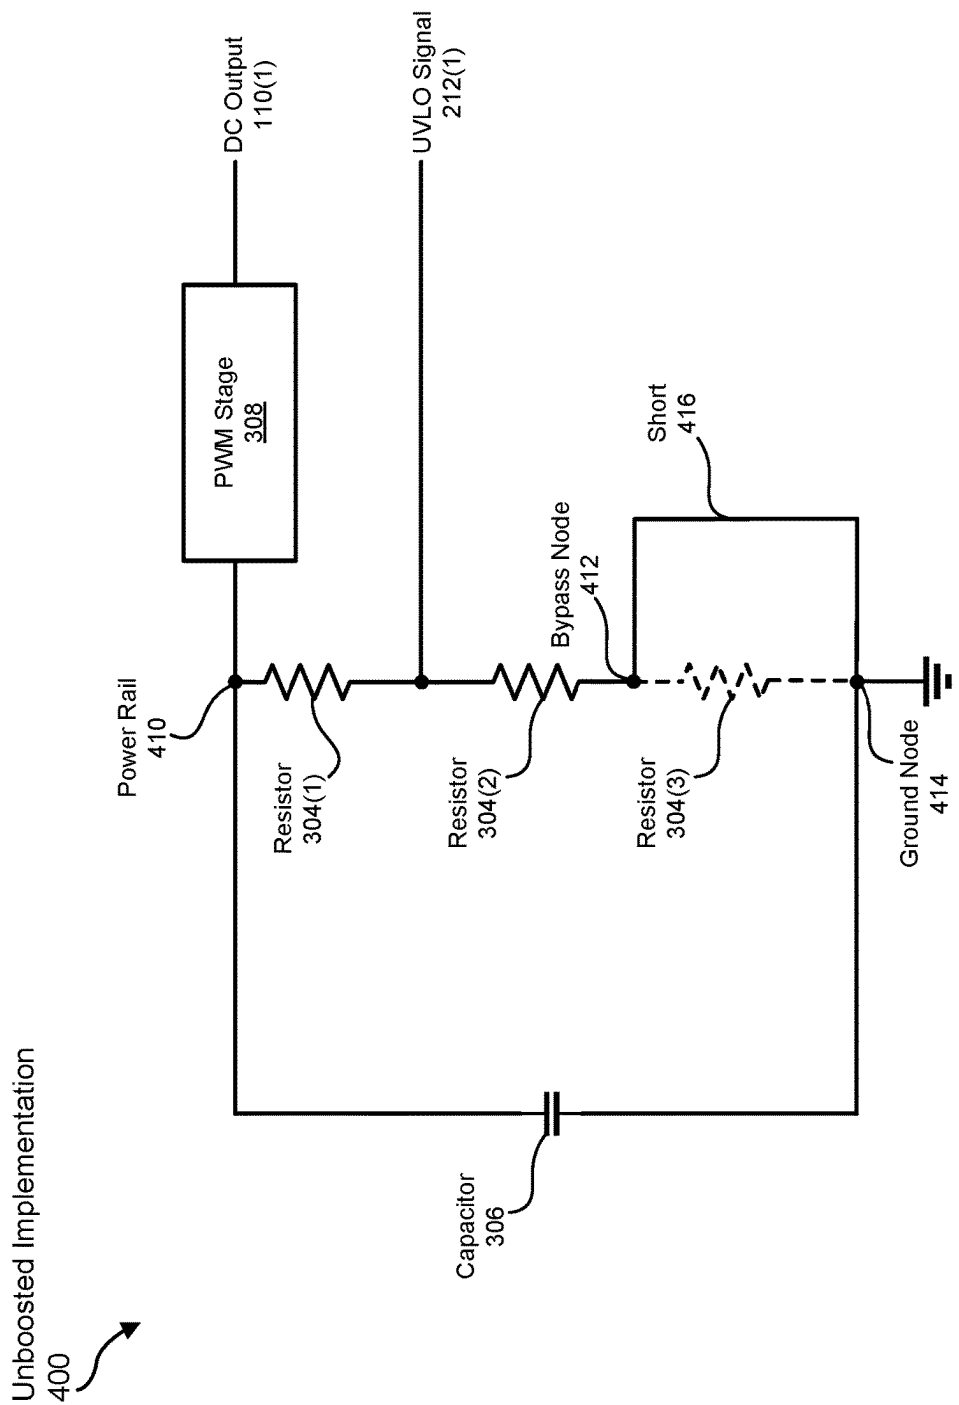 Unboosted Implementation
400
Power Rail
410
PWM Stage
308
DC Output
110(1)
UVLO Signal
212(1)
Resistor
304(1)
Capacitor
306
Resistor
304(2)
Bypass Node
412
Short
416
Resistor
304(3)
Ground Node
414